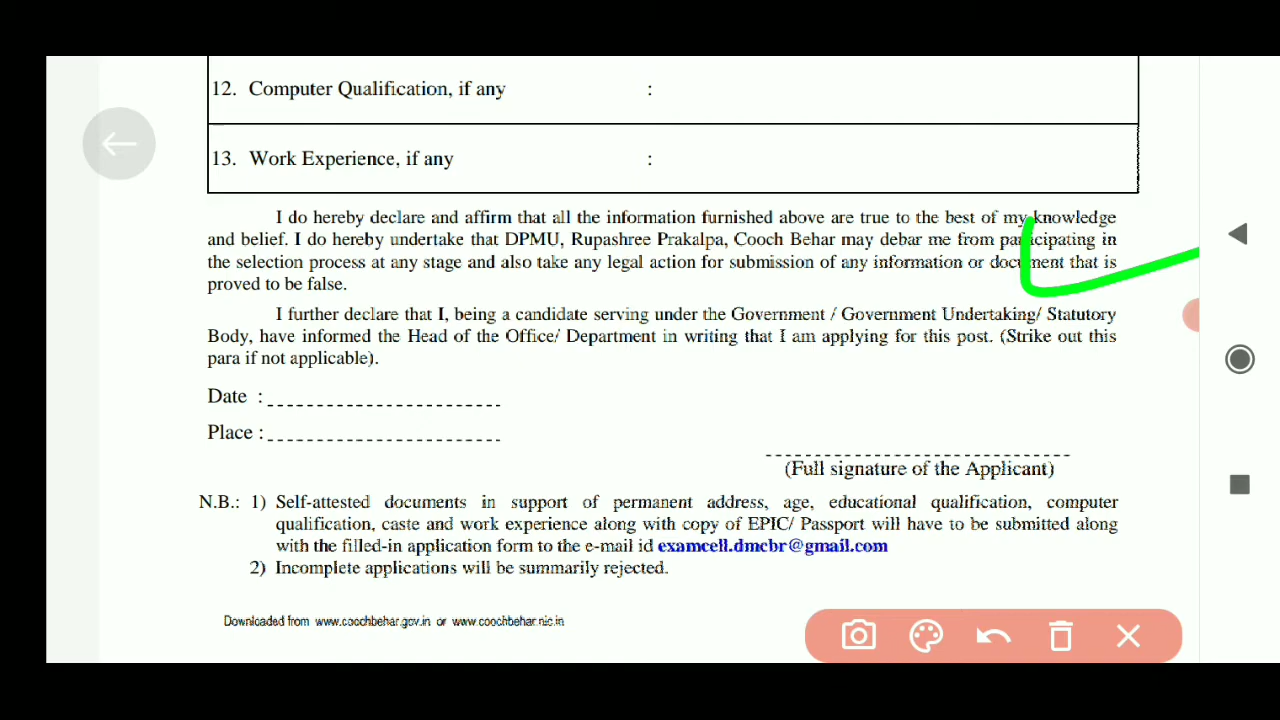 12. Computer Qualification, if any :
13. Work Experience, if any :
I do hereby declare and affirm that all the information furnished above are true to the best of my knowledge
and belief. I do hereby undertake that DPMU, Rupashree Prakalpa, Cooch Behar may debar me from participating in
the selection process at any stage and also take any legal action for submission of any information or document that is
proved to be false.
I further declare that I, being a candidate serving under the Government / Government Undertaking/ Statutory
Body, have informed the Head of the Office/ Department in writing that I am applying for this post. (Strike out this
para if not applicable).
Date :
Place :
(Full signature of the Applicant)
N.B.: 1) Self-attested documents in support of permanent address, age, educational qualification, computer
qualification, caste and work experience along with copy of EPIC/ Passport will have to be submitted along
with the filled-in application form to the e-mail id examcell.dmcbr@gmail.com
2) Incomplete applications will be summarily rejected.
Downloaded from www.coochbehar.gov.in or www.coochbehar.nic.in